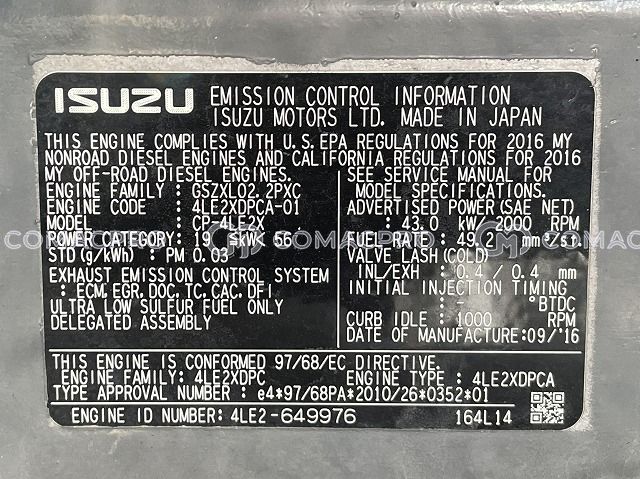 ISUZU EMISSION CONTROL INFORMATION
ISUZU MOTORS LTD. MADE IN JAPAN
THIS ENGINE COMPLIES WITH U.S.EPA REGULATIONS FOR 2016 MY
NONROAD DIESEL ENGINES AND CALIFORNIA REGULATIONS FOR 2016
MY OFF-ROAD DIESEL ENGINES.
ENGINE FAMILY : GSZXL02.2PXC
ENGINE CODE : 4LE2XDPCA-01
MODEL : CP-4LE2X
POWER CATEGORY: 19 ≤kW< 56
STD (g/kWh) : PM 0.03
EXHAUST EMISSION CONTROL SYSTEM
: ECM, EGR, DOC, TC, CAC, DFI
ULTRA LOW SULFUR FUEL ONLY
DELEGATED ASSEMBLY
SEE SERVICE MANUAL FOR
MODEL SPECIFICATIONS.
ADVERTISED POWER(SAE NET)
: 43.0 kW/2000 RPM
FUEL RATE: 49.2 mm³/st
VALVE LASH(COLD)
INL/EXH : 0.4/0.4 mm
INITIAL INJECTION TIMING
: - °BTDC
CURB IDLE: 1000 RPM
DATE OF MANUFACTURE:09/'16
THIS ENGINE IS CONFORMED 97/68/EC DIRECTIVE.
ENGINE FAMILY: 4LE2XDPC ENGINE TYPE : 4LE2XDPCA
TYPE APPROVAL NUMBER : e4*97/68PA*2010/26*0352*01
ENGINE ID NUMBER:4LE2-649976 164L14
COMAC PRO